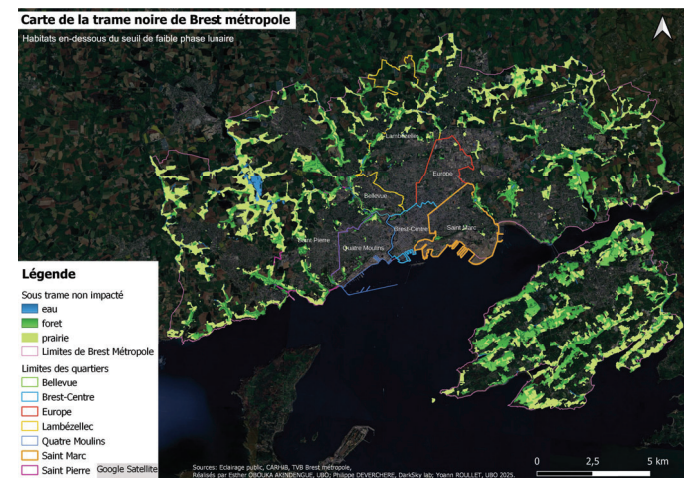 Carte de la trame noire de Brest métropole
Habitats en-dessous du seuil de faible phase lunaire
Lambézellec
Europe
Bellevue
Brest-Centre
Saint Marc
Saint Pierre
Quatre Moulins
Légende
Sous trame non impacté
eau
foret
prairie
Limites de Brest Métropole
Limites des quartiers
Bellevue
Brest-Centre
Europe
Lambézellec
Quatre Moulins
Saint Marc
Saint Pierre
Google Satellite
Sources: Eclairage public, CARHAB, TVB Brest métropole,
Réalisés par Esther OBOUKA AKINDENGUE, UBO; Philippe DEVERCHERE, DarkSky lab; Yoann ROULLET, UBO 2025.
0 2,5 5 km